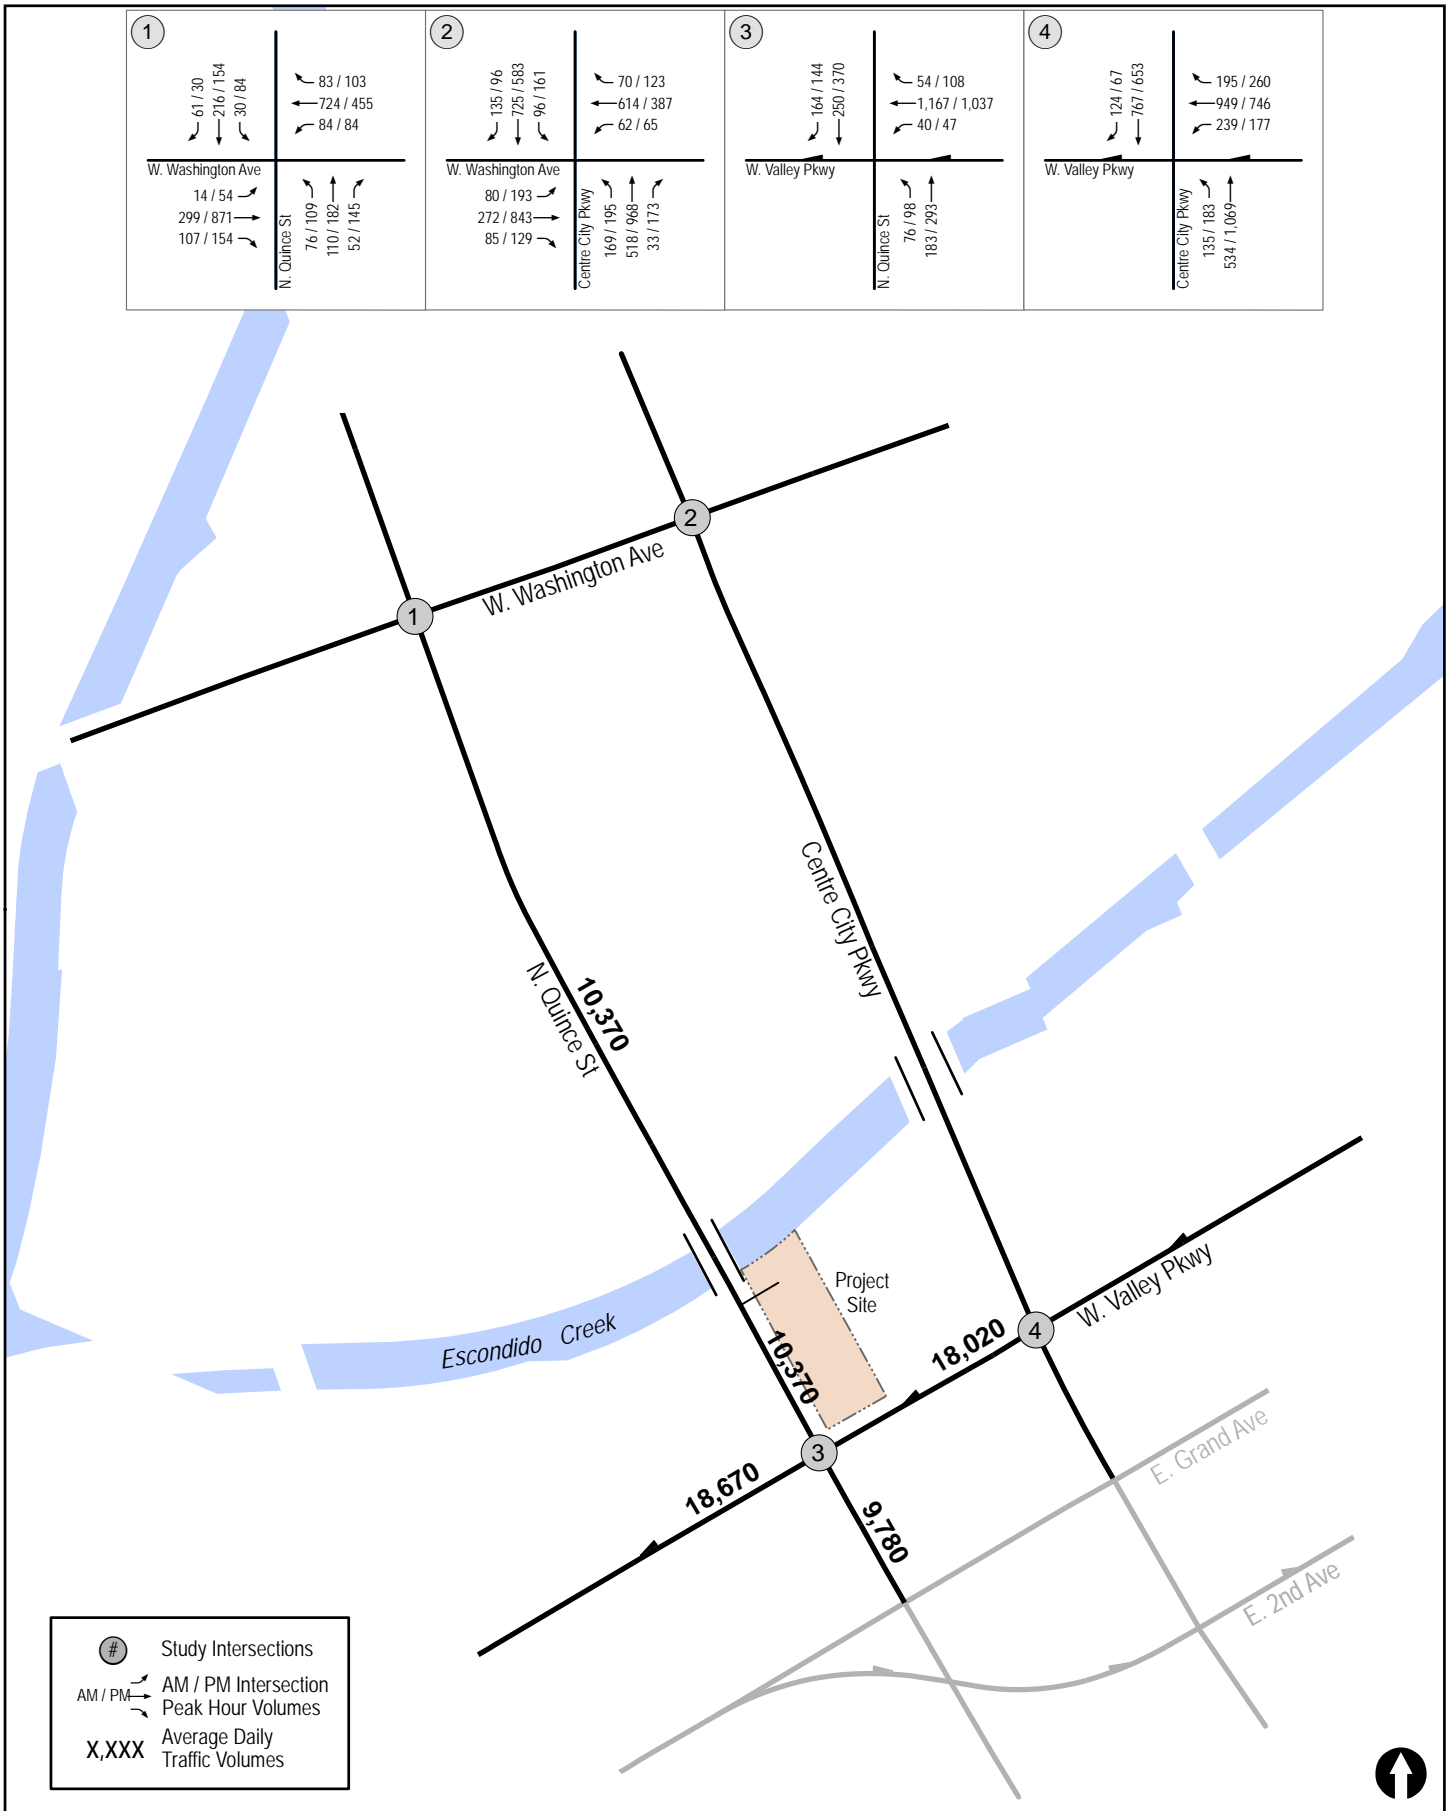 1
61 / 30
216 / 154
30 / 84
83 / 103
724 / 455
84 / 84
W. Washington Ave
14 / 54
299 / 871
107 / 154
N. Quince St
76 / 109
110 / 182
52 / 145
2
135 / 96
725 / 583
96 / 161
70 / 123
614 / 387
62 / 65
W. Washington Ave
80 / 193
272 / 843
85 / 129
Centre City Pkwy
169 / 195
518 / 968
33 / 173
3
164 / 144
250 / 370
54 / 108
1,167 / 1,037
40 / 47
W. Valley Pkwy
N. Quince St
76 / 98
183 / 293
4
124 / 67
767 / 653
195 / 260
949 / 746
239 / 177
W. Valley Pkwy
Centre City Pkwy
135 / 183
534 / 1,069
2
W. Washington Ave
1
Centre City Pkwy
N. Quince St
10,370
Project
Site
W. Valley Pkwy
Escondido Creek
10,370
18,020
4
3
E. Grand Ave
18,670
9,780
E. 2nd Ave
# Study Intersections
AM / PM AM / PM Intersection
Peak Hour Volumes
X,XXX Average Daily
Traffic Volumes